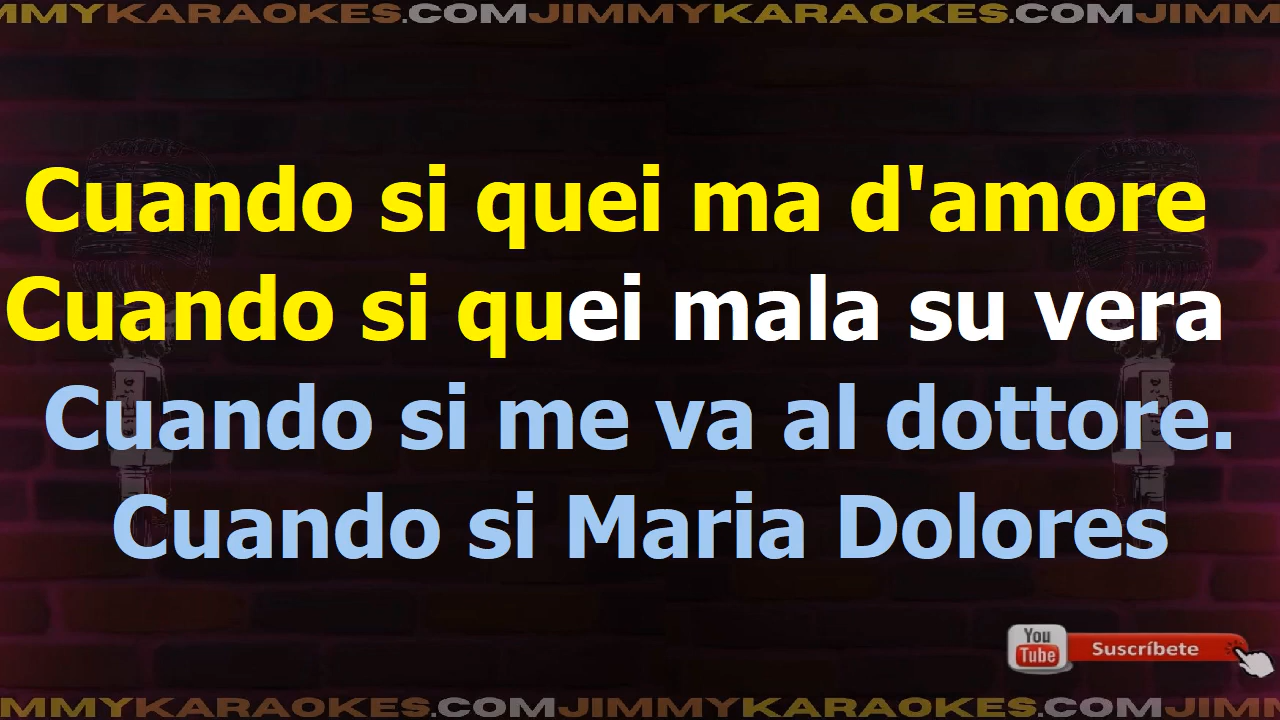 MMYKARAOKES.COMJIMMYKARAOKES.COMJIMM
Cuando si quei ma d'amore
Cuando si quei mala su vera
Cuando si me va al dottore.
Cuando si Maria Dolores
You
Tube
Suscríbete
MMYKARAOKES.COMJIMMYKARAOKES.COMJIMM